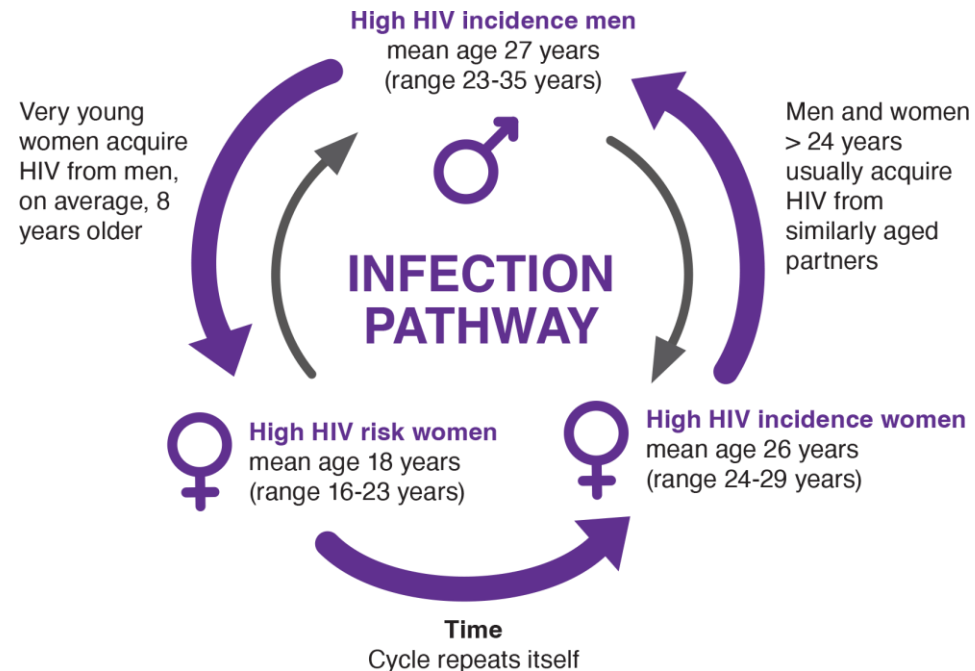 High HIV incidence men
mean age 27 years
(range 23-35 years)
Very young
women acquire
HIV from men,
on average, 8
years older
Men and women
> 24 years
usually acquire
HIV from
similarly aged
partners
INFECTION
PATHWAY
High HIV risk women
mean age 18 years
(range 16-23 years)
High HIV incidence women
mean age 26 years
(range 24-29 years)
Time
Cycle repeats itself